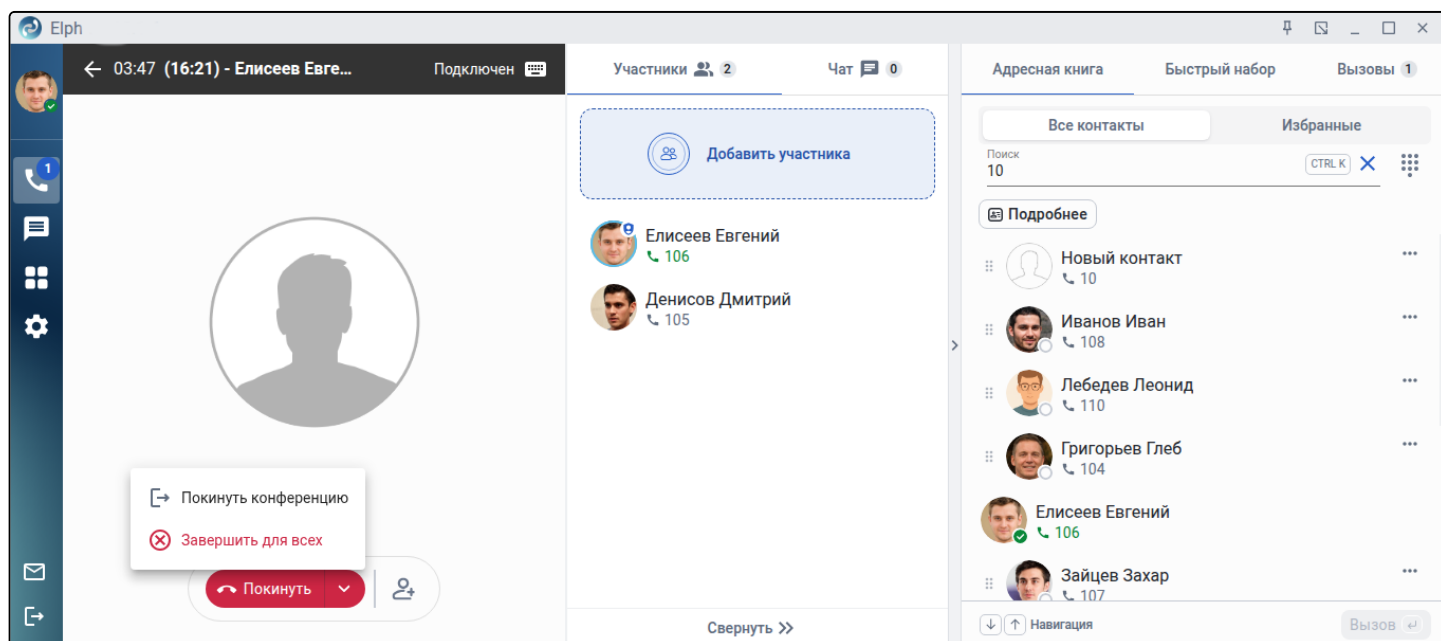 Elph
03:47 (16:21) - Елисеев Евге...
Подключен
1
Покинуть конференцию
Завершить для всех
Покинуть
Участники 2
Чат 0
Добавить участника
Елисеев Евгений
106
Денисов Дмитрий
105
Свернуть
Адресная книга
Быстрый набор
Вызовы 1
Все контакты
Избранные
Поиск
10
CTRL K
Подробнее
Новый контакт
10
Иванов Иван
108
Лебедев Леонид
110
Григорьев Глеб
104
Елисеев Евгений
106
Зайцев Захар
107
Навигация
Вызов